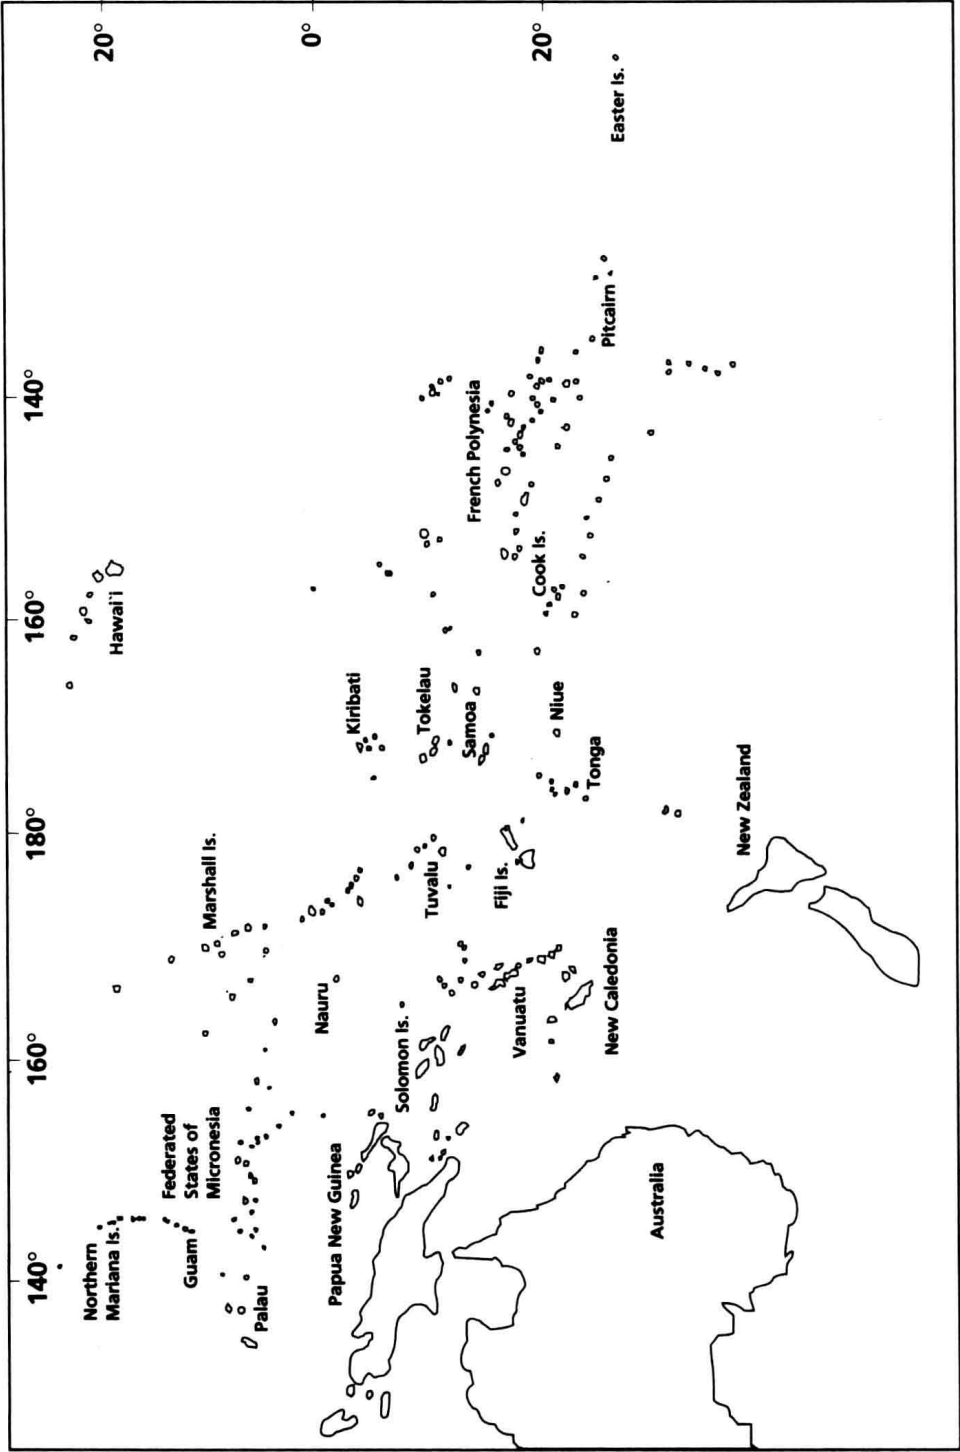 140°
160°
180°
160°
140°
20°
0°
20°
Northern
Mariana Is.
Guam
Palau
Federated
States of
Micronesia
Marshall Is.
Hawai'i
Nauru
Kiribati
Papua New Guinea
Solomon Is.
Tuvalu
Tokelau
Samoa
French Polynesia
Vanuatu
Fiji Is.
Niue
Cook Is.
Tonga
Pitcairn
Easter Is.
New Caledonia
Australia
New Zealand